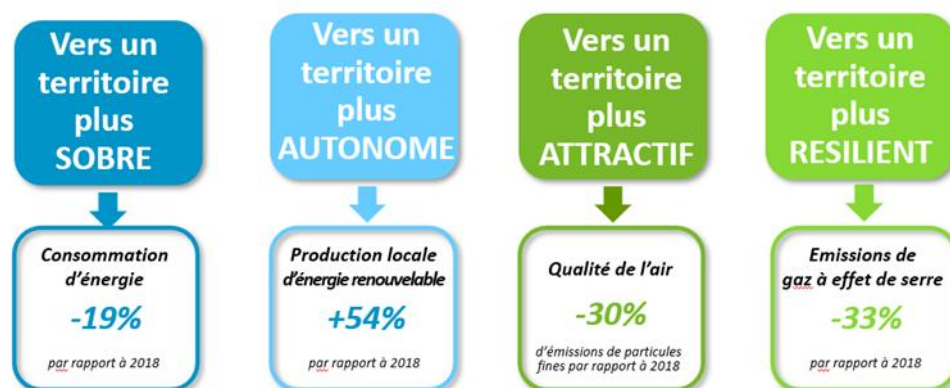 Vers un
territoire
plus
SOBRE
Consommation
d'énergie
-19%
par rapport à 2018
Vers un
territoire
plus
AUTONOME
Production locale
d'énergie renouvelable
+54%
par rapport à 2018
Vers un
territoire
plus
ATTRACTIF
Qualité de l'air
-30%
d'émissions de particules
fines par rapport à 2018
Vers un
territoire
plus
RESILIENT
Emissions de
gaz à effet de serre
-33%
par rapport à 2018